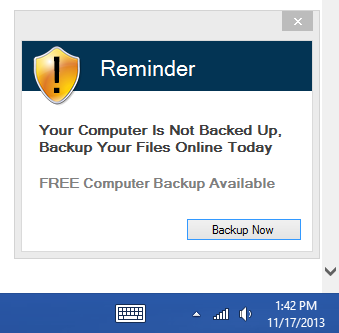 Reminder
Your Computer Is Not Backed Up,
Backup Your Files Online Today
FREE Computer Backup Available
Backup Now
1:42 PM
11/17/2013